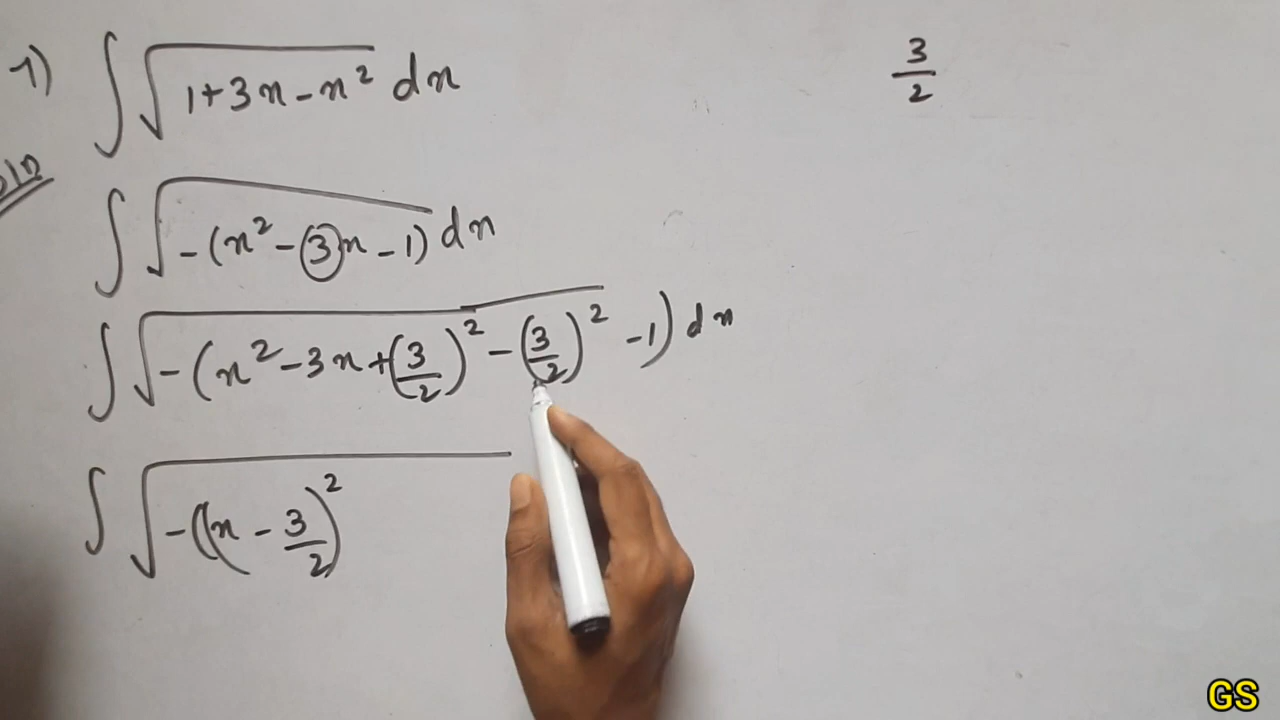 1) ∫ √(1+3x-x²) dx
3/2
∫ √(-(x²-3x-1)) dx
∫ √(-(x²-3x+(3/2)²-(3/2)²-1)) dx
∫ √(-((x-3/2)²
GS